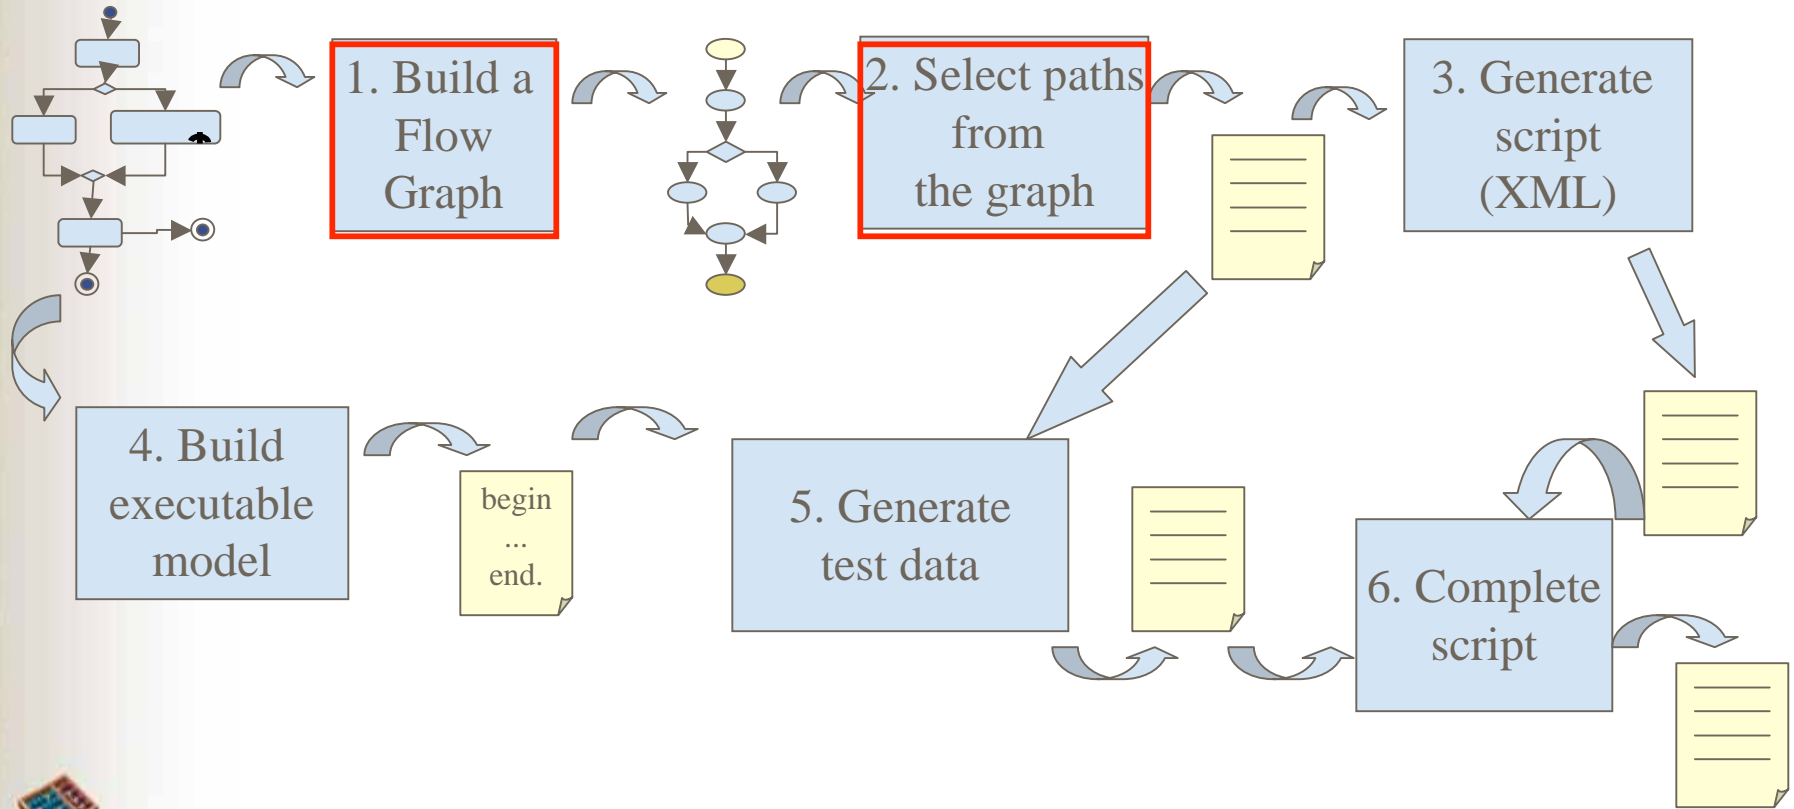 1. Build a
Flow
Graph
2. Select paths
from
the graph
3. Generate
script
(XML)
4. Build
executable
model
begin
...
end.
5. Generate
test data
6. Complete
script